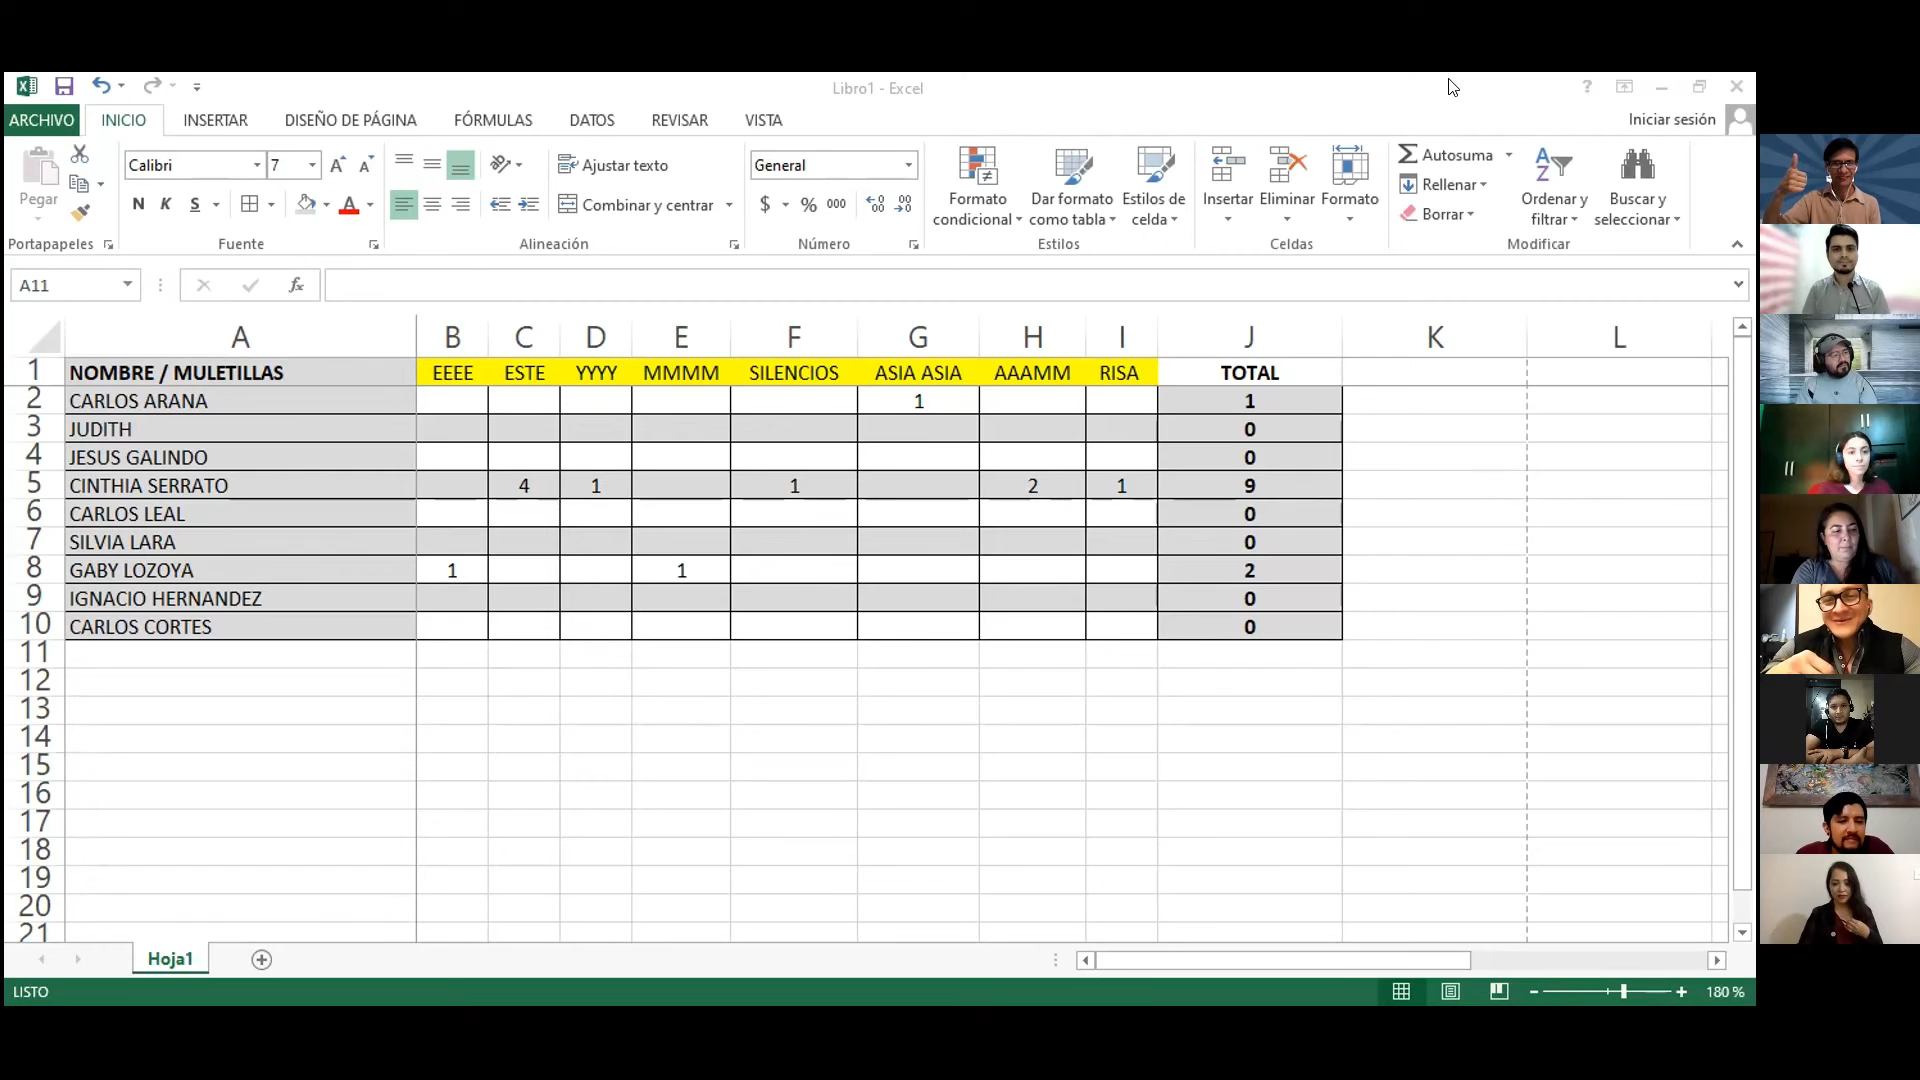 Libro1 - Excel
ARCHIVO INICIO INSERTAR DISEÑO DE PÁGINA FÓRMULAS DATOS REVISAR VISTA Iniciar sesión
Calibri 7 Ajustar texto General Autosuma
Pegar N K S A Combinar y centrar $ % 000 Formato condicional Dar formato como tabla Estilos de celda Insertar Eliminar Formato Rellenar Borrar Ordenar y filtrar Buscar y seleccionar
Portapapeles Fuente Alineación Número Estilos Celdas Modificar
A11 fx
A B C D E F G H I J K L
1 NOMBRE / MULETILLAS EEEE ESTE YYYY MMMM SILENCIOS ASIA ASIA AAAMM RISA TOTAL
2 CARLOS ARANA 1 1
3 JUDITH 0
4 JESUS GALINDO 0
5 CINTHIA SERRATO 4 1 1 2 1 9
6 CARLOS LEAL 0
7 SILVIA LARA 0
8 GABY LOZOYA 1 1 2
9 IGNACIO HERNANDEZ 0
10 CARLOS CORTES 0
11
12
13
14
15
16
17
18
19
20
21
Hoja1
LISTO 180 %